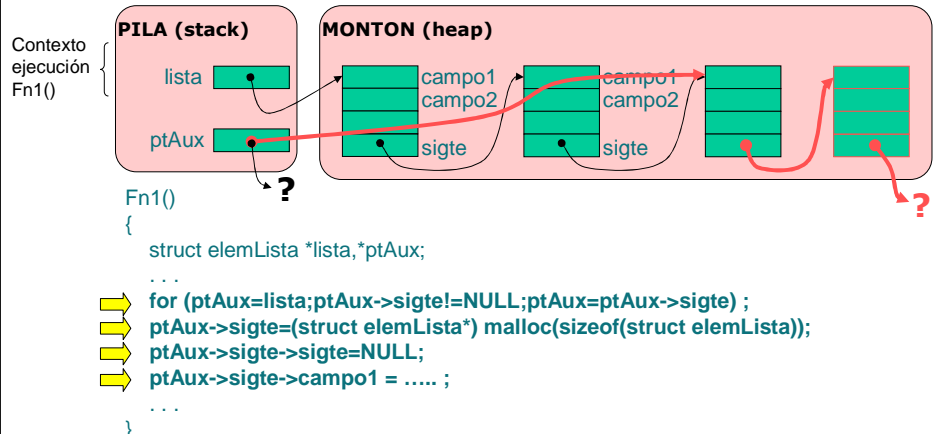 PILA (stack)
MONTON (heap)
Contexto
ejecución
Fn1()
lista
campo1
campo2
sigte
campo1
campo2
sigte
ptAux
?
?
Fn1()
{
struct elemLista *lista,*ptAux;
. . .
for (ptAux=lista;ptAux->sigte!=NULL;ptAux=ptAux->sigte) ;
ptAux->sigte=(struct elemLista*) malloc(sizeof(struct elemLista));
ptAux->sigte->sigte=NULL;
ptAux->sigte->campo1 = ….. ;
. . .
}